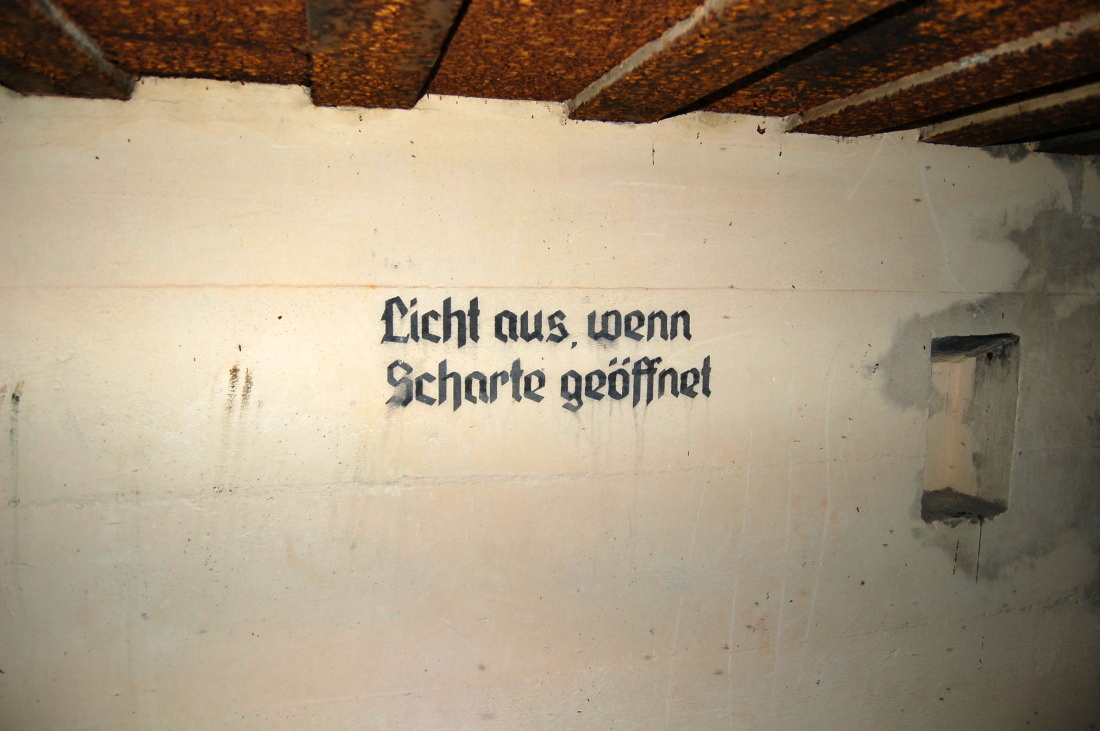 Licht aus, wenn
Scharte geöffnet